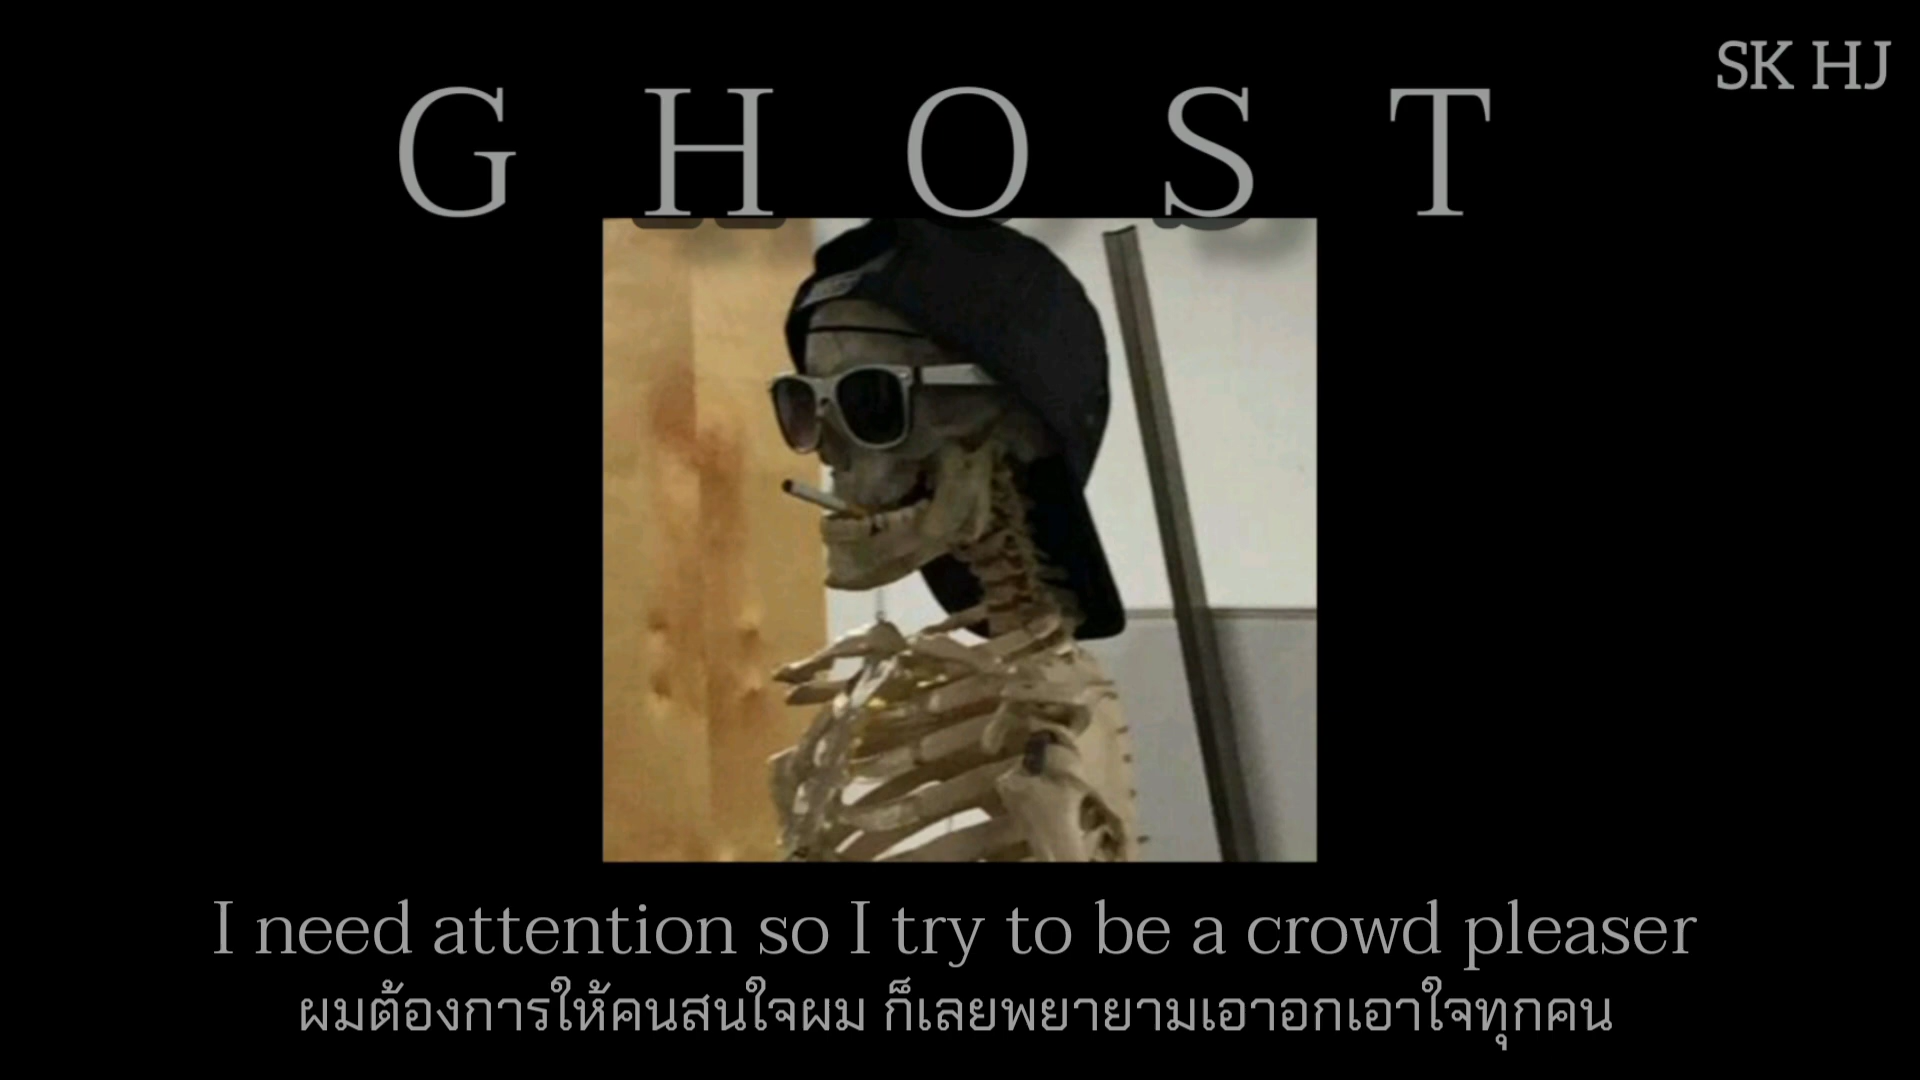 SK HJ
G H O S T
I need attention so I try to be a crowd pleaser
ผมต้องการให้คนสนใจผม ก็เลยพยายามเอาอกเอาใจทุกคน